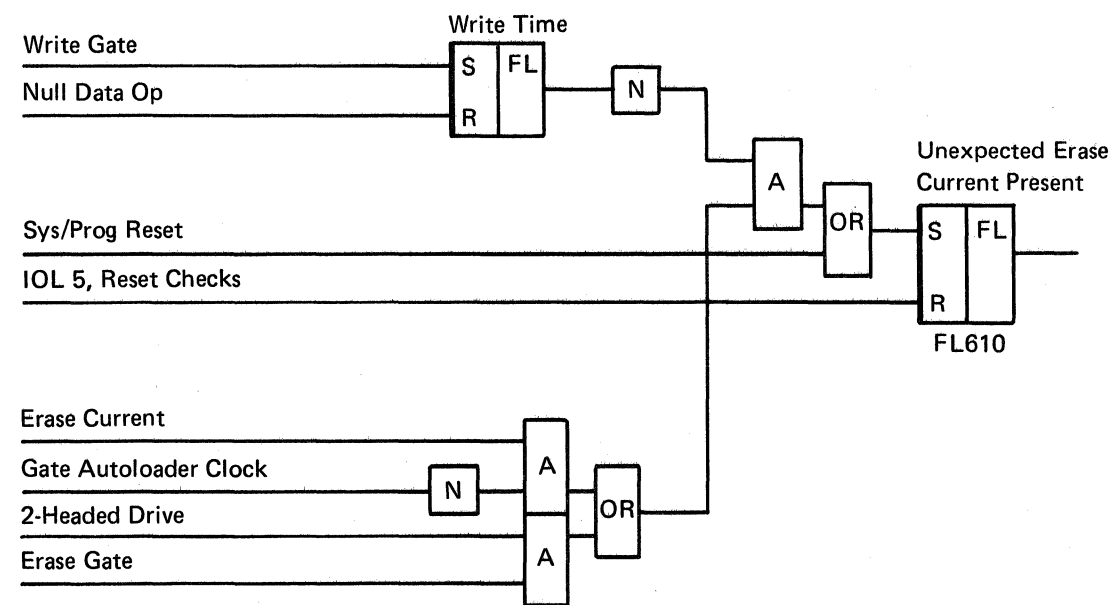 Write Time
Write Gate
S FL
Null Data Op
N
R
Unexpected Erase
Current Present
A
OR
Sys/Prog Reset
S FL
IOL 5, Reset Checks
R
FL610
Erase Current
A
Gate Autoloader Clock
N
2-Headed Drive
OR
Erase Gate
A